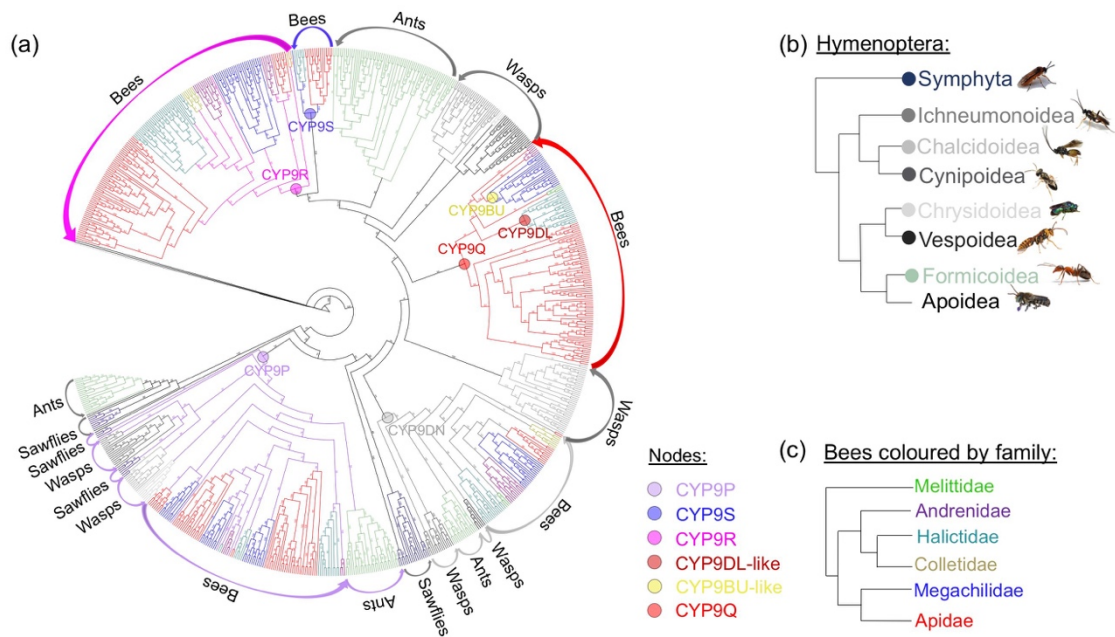 (a)
Bees
Ants
Wasps
Bees
CYP9S
CYP9R
CYP9BU
CYP9DL
CYP9Q
Bees
CYP9P
CYP9DN
Ants
Sawflies
Sawflies
Wasps
Sawflies
Wasps
Wasps
Bees
Bees
Ants
Sawflies
Wasps
Ants
Wasps
(b) Hymenoptera:
Symphyta
Ichneumonoidea
Chalcidoidea
Cynipoidea
Chrysidoidea
Vespoidea
Formicoidea
Apoidea
Nodes:
CYP9P
CYP9S
CYP9R
CYP9DL-like
CYP9BU-like
CYP9Q
(c) Bees coloured by family:
Melittidae
Andrenidae
Halictidae
Colletidae
Megachilidae
Apidae